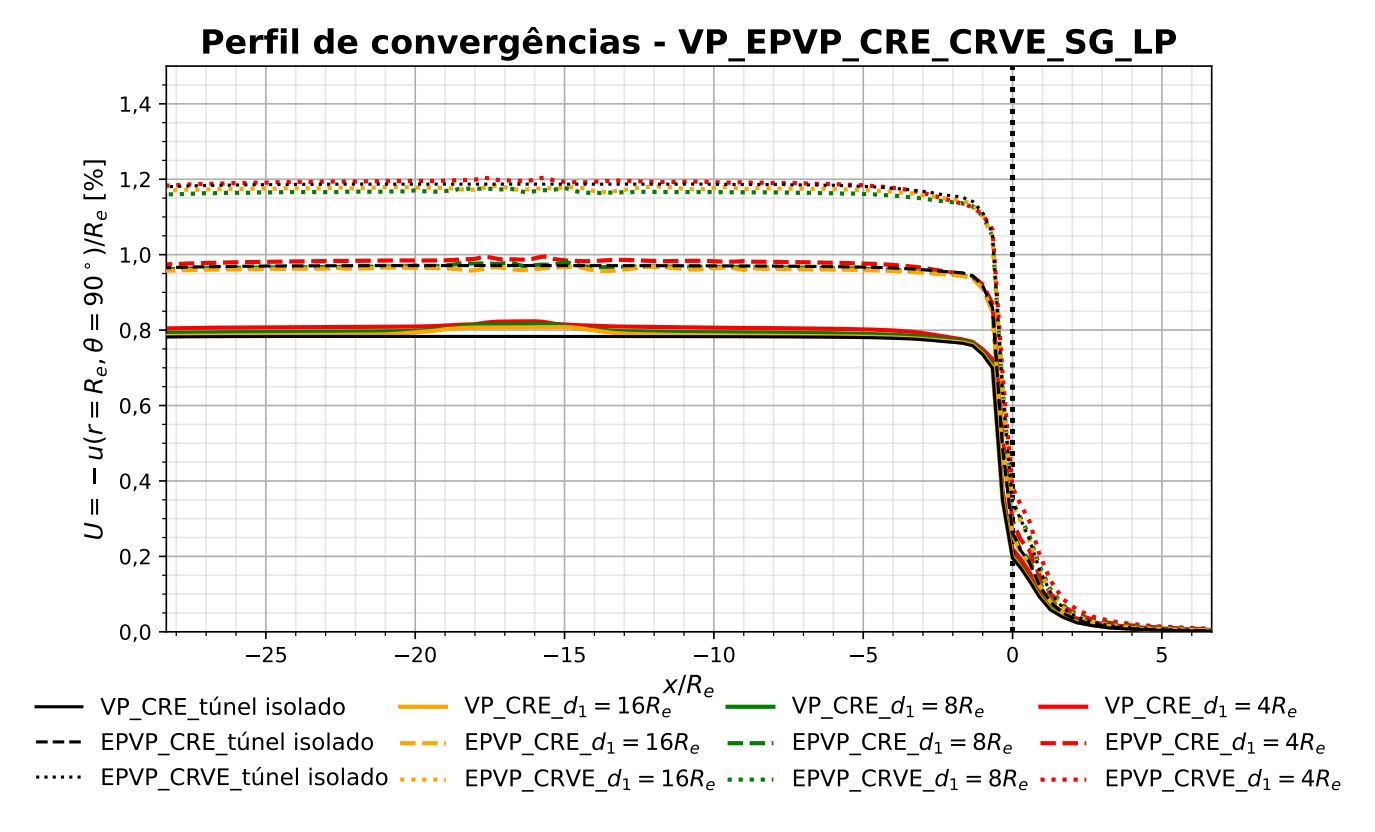 Perfil de convergências - VP_EPVP_CRE_CRVE_SG_LP
U = − u(r = Rₑ, θ = 90°)/Rₑ [%]
1,4
1,2
1,0
0,8
0,6
0,4
0,2
0,0
−25 −20 −15 −10 −5 0 5
x/Rₑ
VP_CRE_túnel isolado VP_CRE_d₁ = 16Rₑ VP_CRE_d₁ = 8Rₑ VP_CRE_d₁ = 4Rₑ
EPVP_CRE_túnel isolado EPVP_CRE_d₁ = 16Rₑ EPVP_CRE_d₁ = 8Rₑ EPVP_CRE_d₁ = 4Rₑ
EPVP_CRVE_túnel isolado EPVP_CRVE_d₁ = 16Rₑ EPVP_CRVE_d₁ = 8Rₑ EPVP_CRVE_d₁ = 4Rₑ